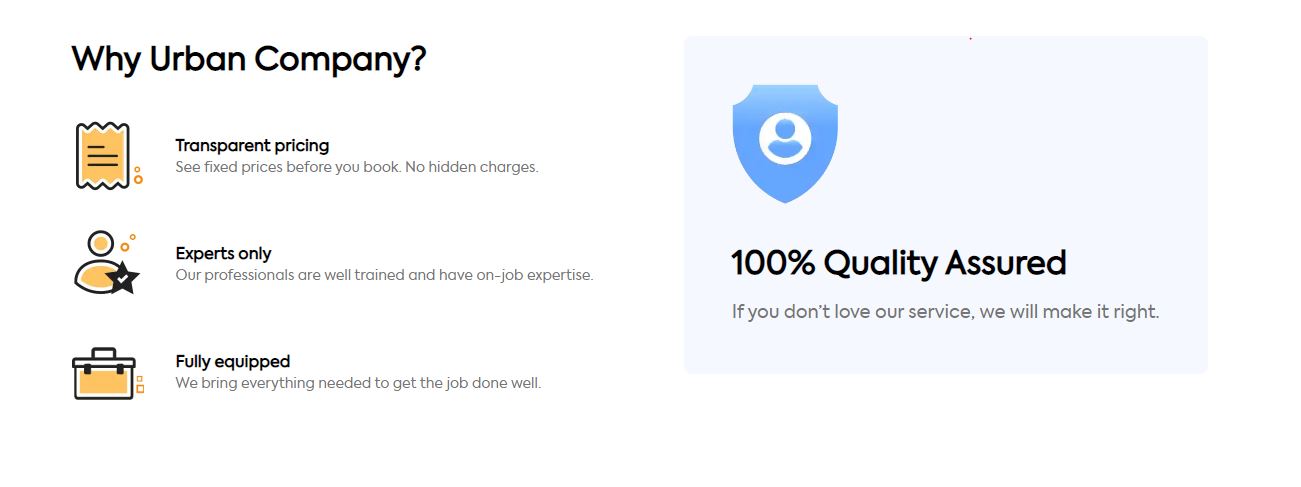 Why Urban Company?
Transparent pricing
See fixed prices before you book. No hidden charges.
Experts only
Our professionals are well trained and have on-job expertise.
Fully equipped
We bring everything needed to get the job done well.
100% Quality Assured
If you don’t love our service, we will make it right.